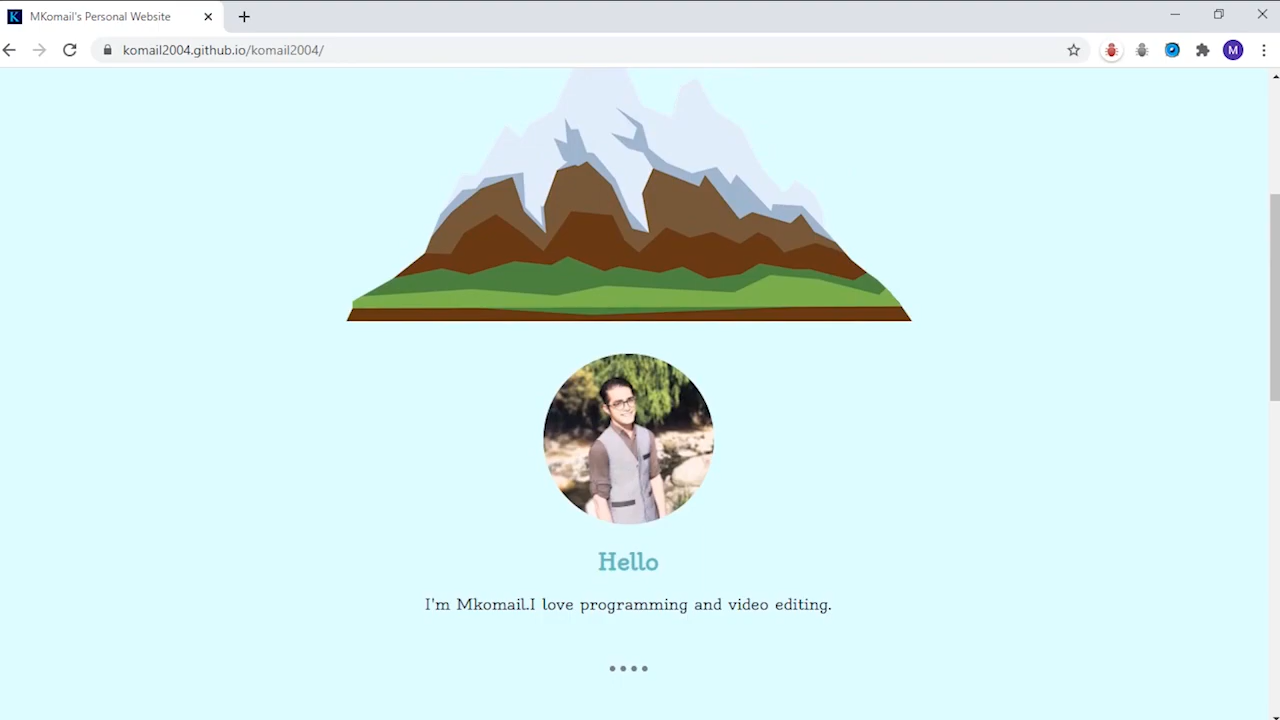 K MKomail's Personal Website
komail2004.github.io/komail2004/
M
Hello
I'm Mkomail.I love programming and video editing.